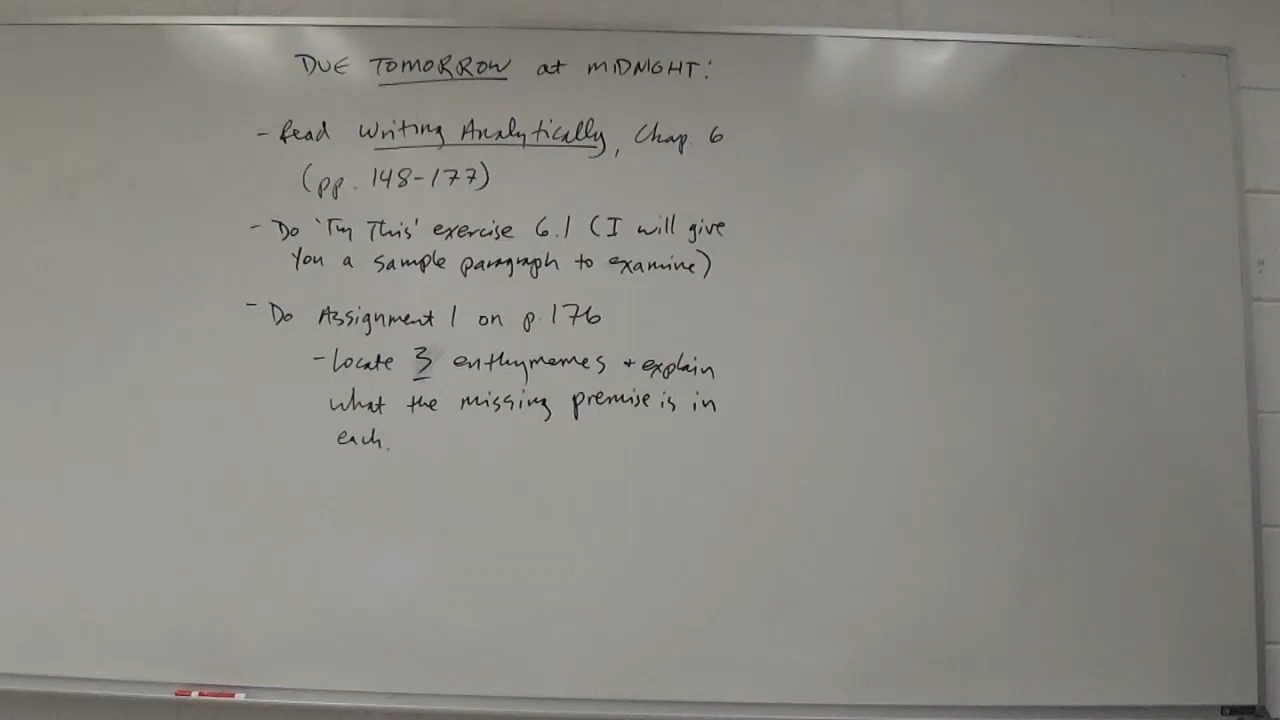 DUE TOMORROW at MIDNIGHT:
- Read Writing Analytically, Chap. 6
(pp. 148-177)
- Do 'Try This' exercise 6.1 (I will give
you a sample paragraph to examine)
- Do Assignment 1 on p. 176
- Locate 3 enthymemes + explain
what the missing premise is in
each.